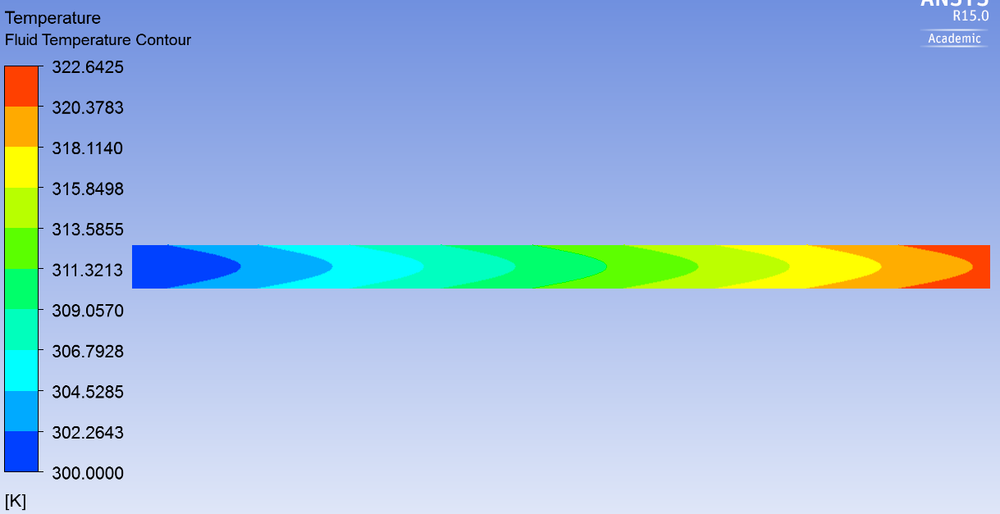 Temperature
Fluid Temperature Contour
ANSYS
R15.0
Academic
322.6425
320.3783
318.1140
315.8498
313.5855
311.3213
309.0570
306.7928
304.5285
302.2643
300.0000
[K]